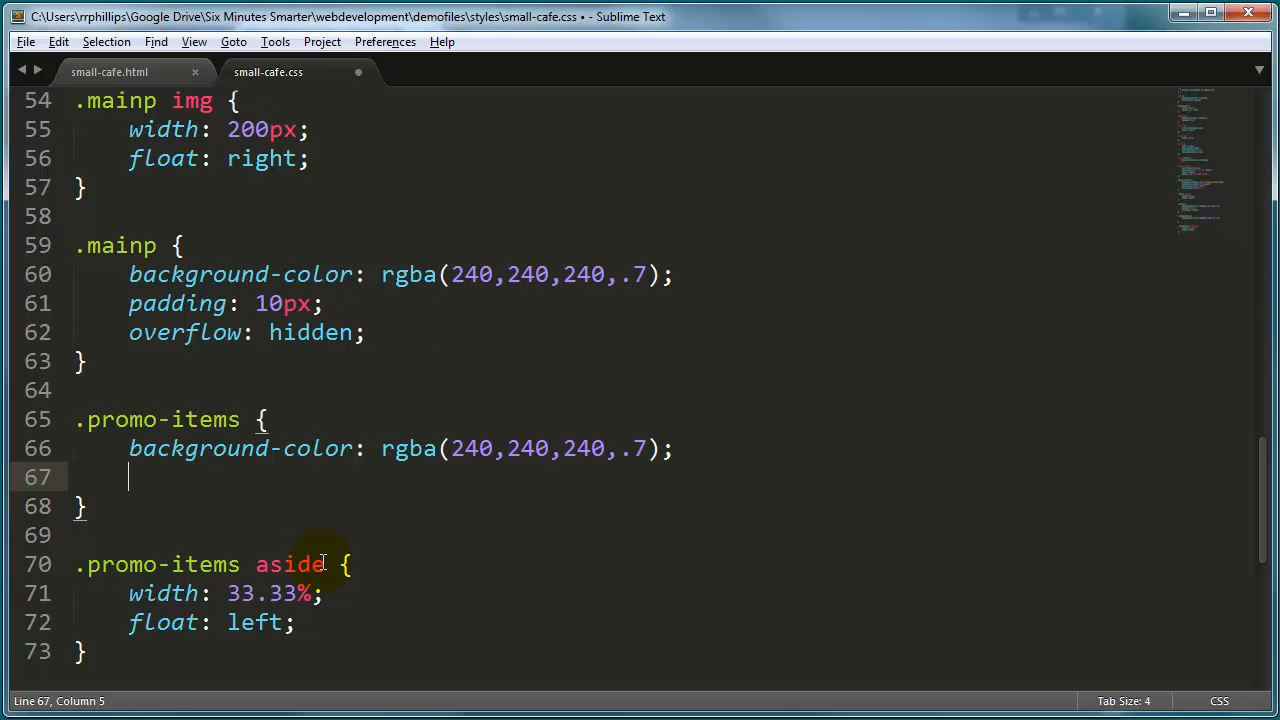 C:\Users\rrphillips\Google Drive\Six Minutes Smarter\webdevelopment\demofiles\styles\small-cafe.css • - Sublime Text
File Edit Selection Find View Goto Tools Project Preferences Help
small-cafe.html × small-cafe.css
54 .mainp img {
55 width: 200px;
56 float: right;
57 }
58
59 .mainp {
60 background-color: rgba(240,240,240,.7);
61 padding: 10px;
62 overflow: hidden;
63 }
64
65 .promo-items {
66 background-color: rgba(240,240,240,.7);
67
68 }
69
70 .promo-items aside {
71 width: 33.33%;
72 float: left;
73 }
Line 67, Column 5 Tab Size: 4 CSS